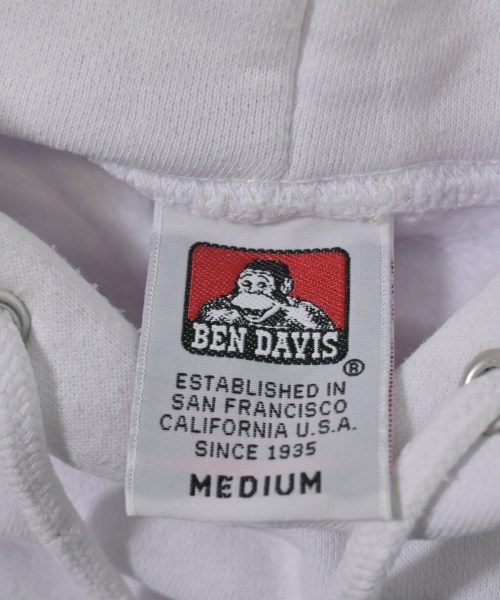 BEN DAVIS
®
ESTABLISHED IN
SAN FRANCISCO
CALIFORNIA U.S.A.
SINCE 1935
MEDIUM